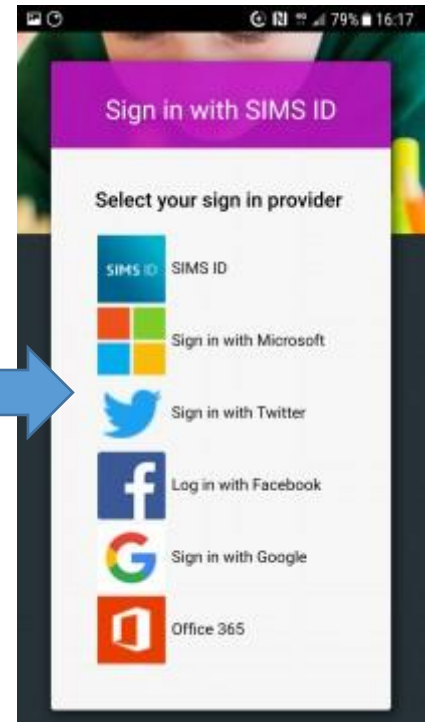 79% 16:17
Sign in with SIMS ID
Select your sign in provider
SIMS ID SIMS ID
Sign in with Microsoft
Sign in with Twitter
Log in with Facebook
Sign in with Google
Office 365